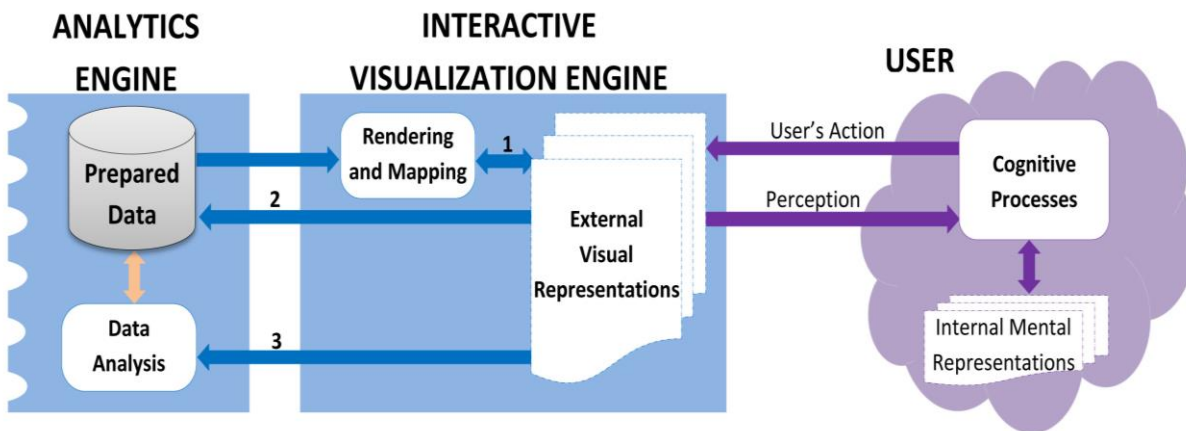 ANALYTICS
ENGINE
INTERACTIVE
VISUALIZATION ENGINE
USER
Prepared
Data
Rendering
and Mapping
1
2
3
External
Visual
Representations
Data
Analysis
User’s Action
Perception
Cognitive
Processes
Internal Mental
Representations